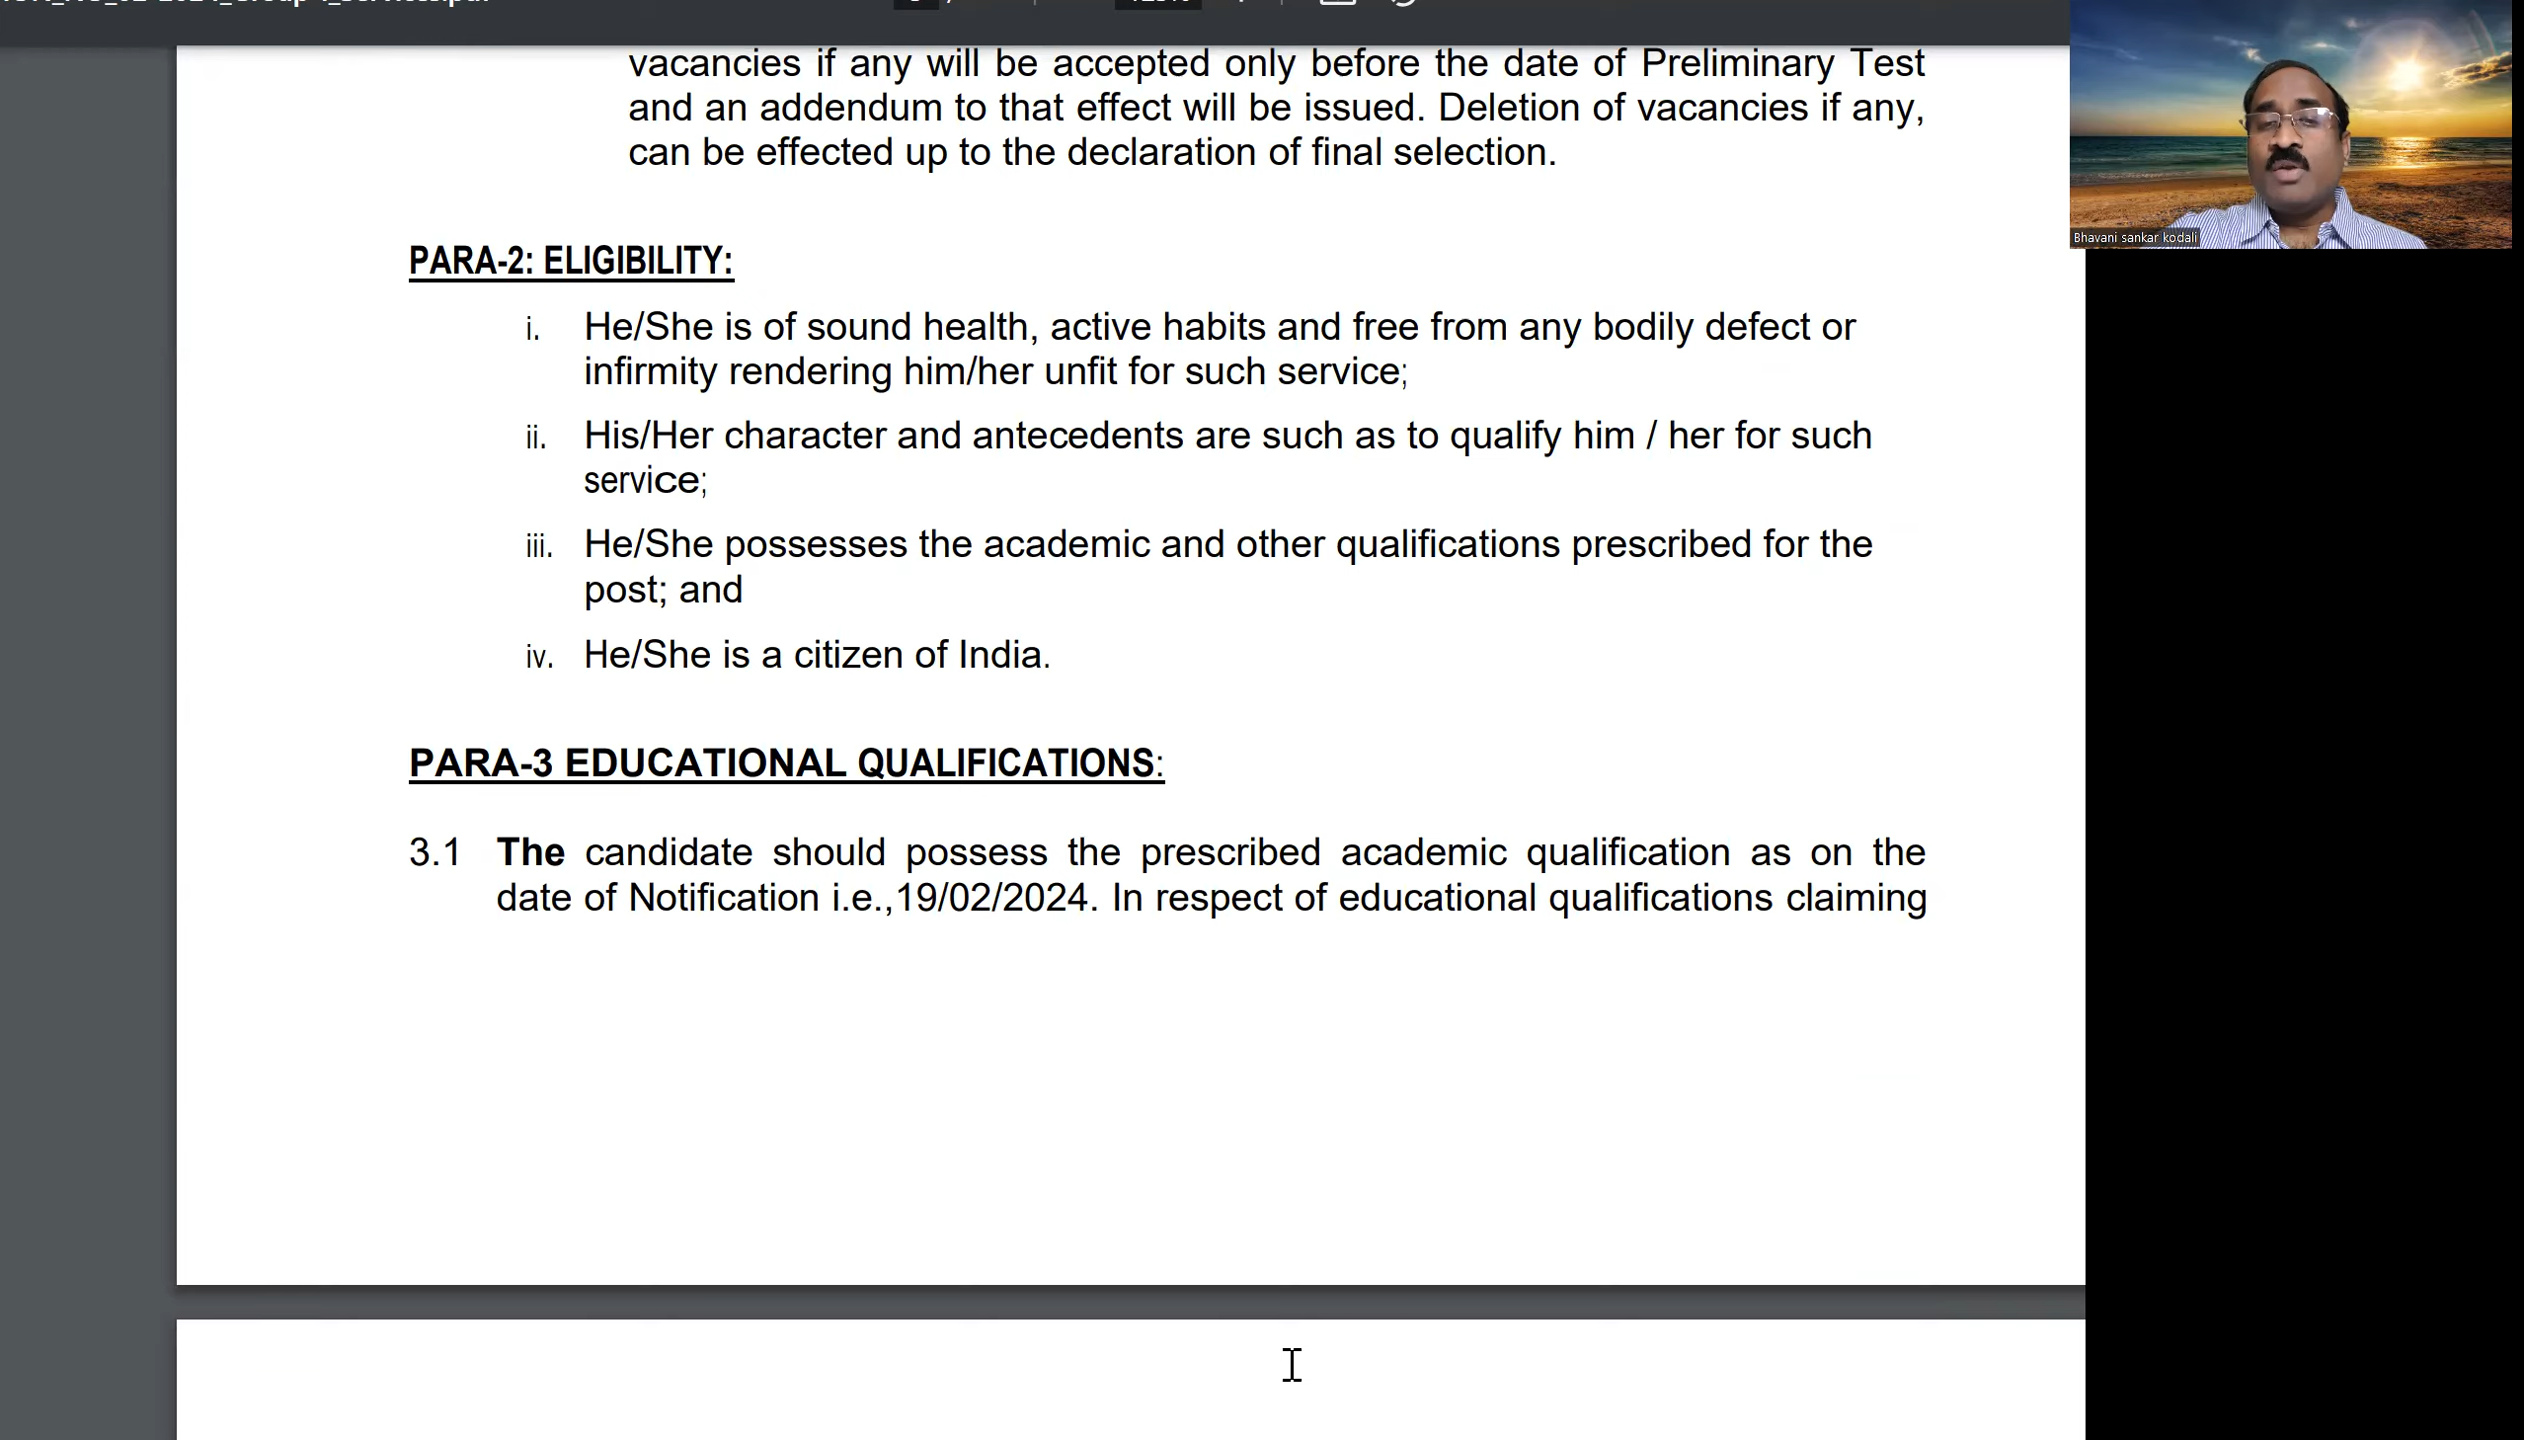 vacancies if any will be accepted only before the date of Preliminary Test
and an addendum to that effect will be issued. Deletion of vacancies if any,
can be effected up to the declaration of final selection.
Bhavani sankar kodali
PARA-2: ELIGIBILITY:
i. He/She is of sound health, active habits and free from any bodily defect or
infirmity rendering him/her unfit for such service;
ii. His/Her character and antecedents are such as to qualify him / her for such
service;
iii. He/She possesses the academic and other qualifications prescribed for the
post; and
iv. He/She is a citizen of India.
PARA-3 EDUCATIONAL QUALIFICATIONS:
3.1 The candidate should possess the prescribed academic qualification as on the
date of Notification i.e.,19/02/2024. In respect of educational qualifications claiming